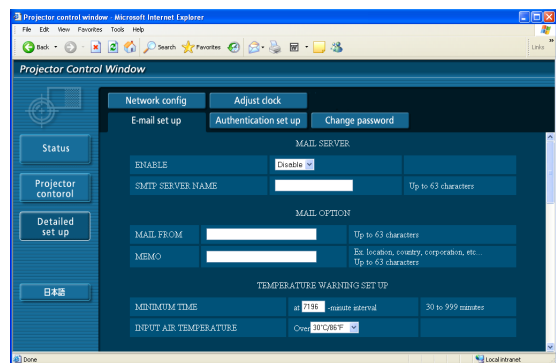 Projector control window - Microsoft Internet Explorer
File Edit View Favorites Tools Help
Back Search Favorites Links
Projector Control Window
Network config Adjust clock
E-mail set up Authentication set up Change password
Status
Projector contorol
Detailed set up
日本語
MAIL SERVER
ENABLE Disable
SMTP SERVER NAME Up to 63 characters
MAIL OPTION
MAIL FROM Up to 63 characters
MEMO Ex. location, country, corporation, etc...
Up to 63 characters
TEMPERATURE WARNING SET UP
MINIMUM TIME at 7196 -minute interval 30 to 999 minutes
INPUT AIR TEMPERATURE Over 30°C/86°F
Done Local intranet